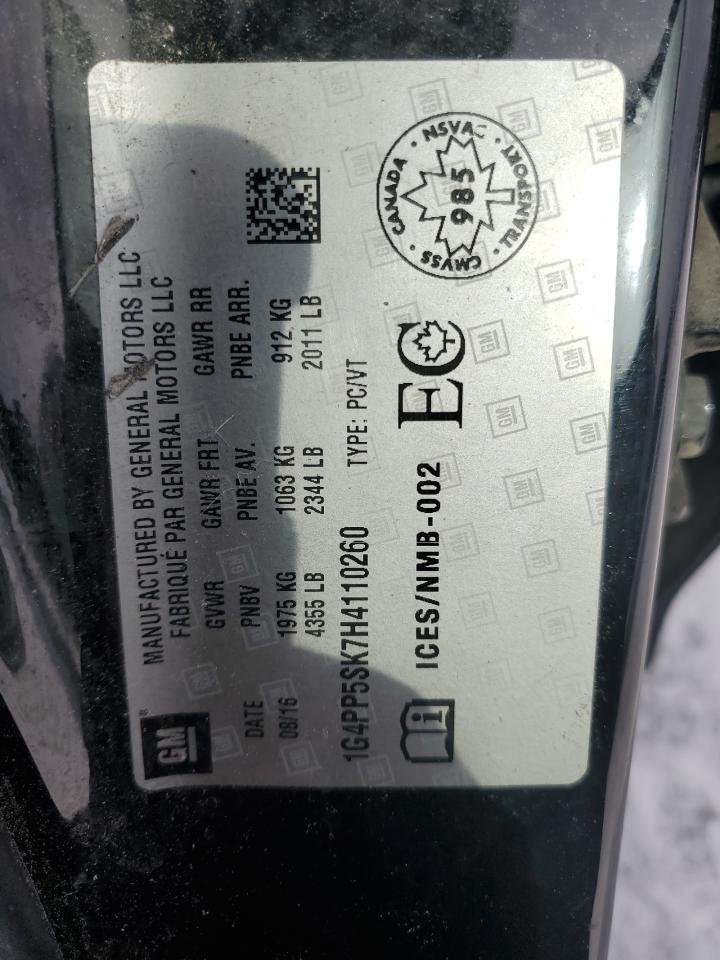 GM
MANUFACTURED BY GENERAL MOTORS LLC
FABRIQUÉ PAR GENERAL MOTORS LLC
DATE GVWR GAWR FRT GAWR RR
PNBV PNBE AV. PNBE ARR.
08/16 1975 KG 1063 KG 912 KG
4355 LB 2344 LB 2011 LB
1G4PP5SK7H4110260 TYPE: PC/VT
i ICES/NMB-002 EC
CANADA · NSVAC · TRANSPORT · CMVSS
985